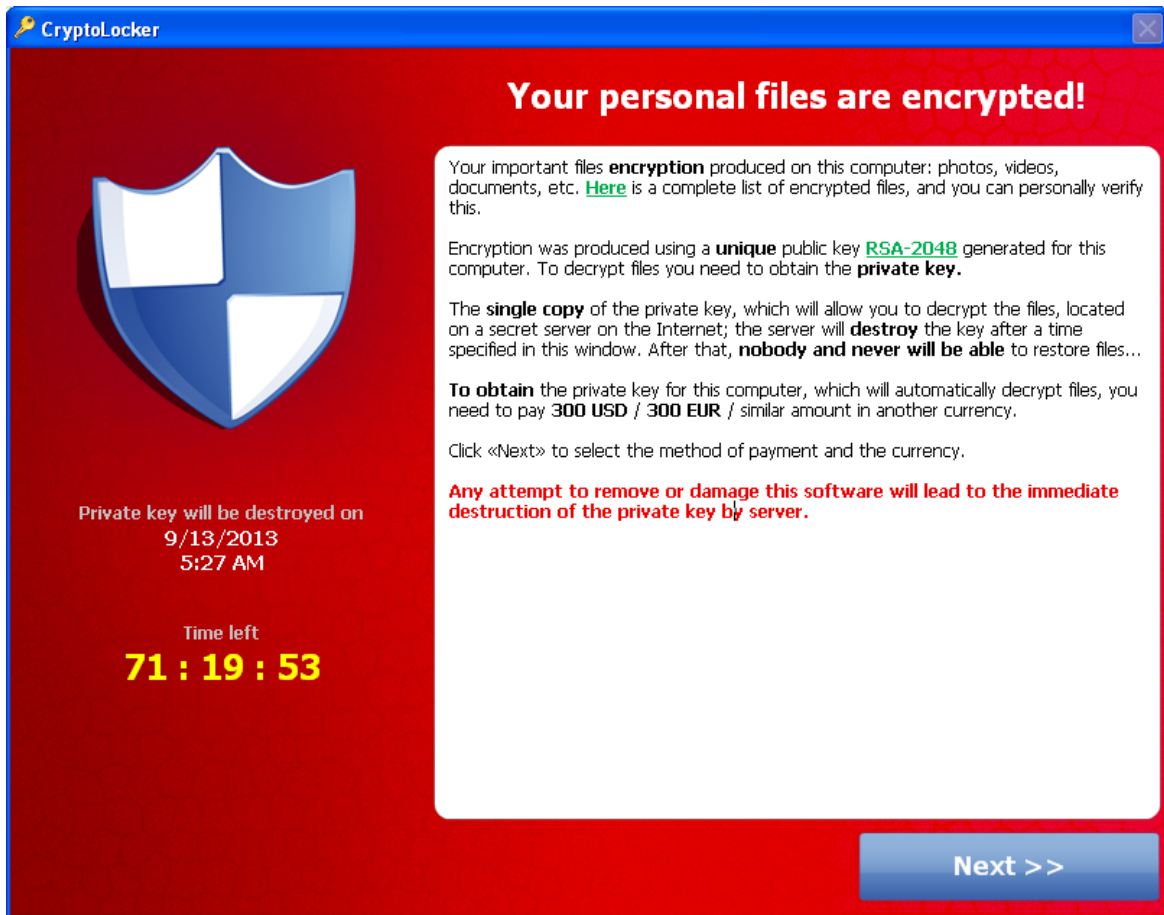 CryptoLocker
Your personal files are encrypted!
Your important files encryption produced on this computer: photos, videos,
documents, etc. Here is a complete list of encrypted files, and you can personally verify
this.
Encryption was produced using a unique public key RSA-2048 generated for this
computer. To decrypt files you need to obtain the private key.
The single copy of the private key, which will allow you to decrypt the files, located
on a secret server on the Internet; the server will destroy the key after a time
specified in this window. After that, nobody and never will be able to restore files...
To obtain the private key for this computer, which will automatically decrypt files, you
need to pay 300 USD / 300 EUR / similar amount in another currency.
Click «Next» to select the method of payment and the currency.
Any attempt to remove or damage this software will lead to the immediate
destruction of the private key by server.
Private key will be destroyed on
9/13/2013
5:27 AM
Time left
71 : 19 : 53
Next >>